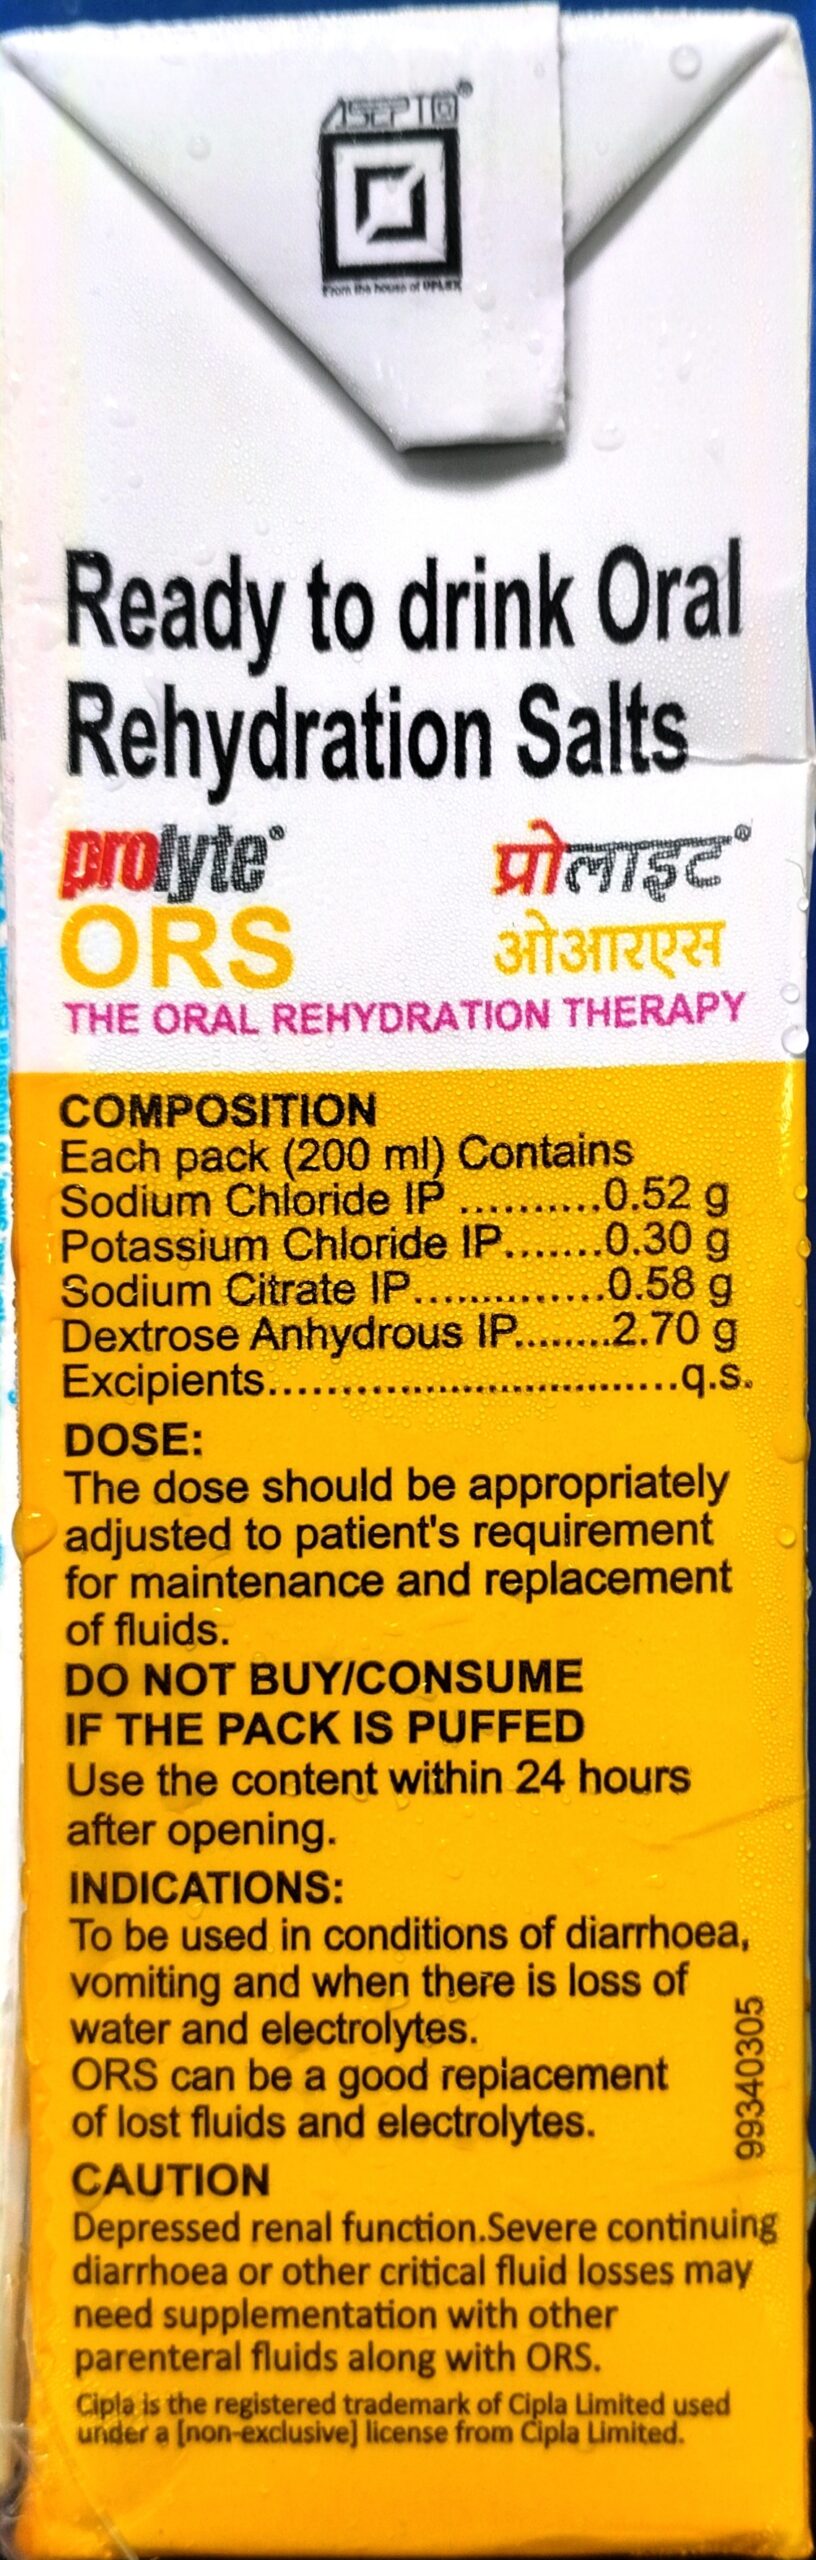 ASEPTO®
From the house of UFLEX
Ready to drink Oral
Rehydration Salts
prolyte® प्रोलाइट®
ORS ओआरएस
THE ORAL REHYDRATION THERAPY
COMPOSITION
Each pack (200 ml) Contains
Sodium Chloride IP ..........0.52 g
Potassium Chloride IP.......0.30 g
Sodium Citrate IP..............0.58 g
Dextrose Anhydrous IP........2.70 g
Excipients..................................q.s.
DOSE:
The dose should be appropriately
adjusted to patient's requirement
for maintenance and replacement
of fluids.
DO NOT BUY/CONSUME
IF THE PACK IS PUFFED
Use the content within 24 hours
after opening.
INDICATIONS:
To be used in conditions of diarrhoea,
vomiting and when there is loss of
water and electrolytes.
ORS can be a good replacement
of lost fluids and electrolytes.
99340305
CAUTION
Depressed renal function.Severe continuing
diarrhoea or other critical fluid losses may
need supplementation with other
parenteral fluids along with ORS.
Cipla is the registered trademark of Cipla Limited used
under a [non-exclusive] license from Cipla Limited.